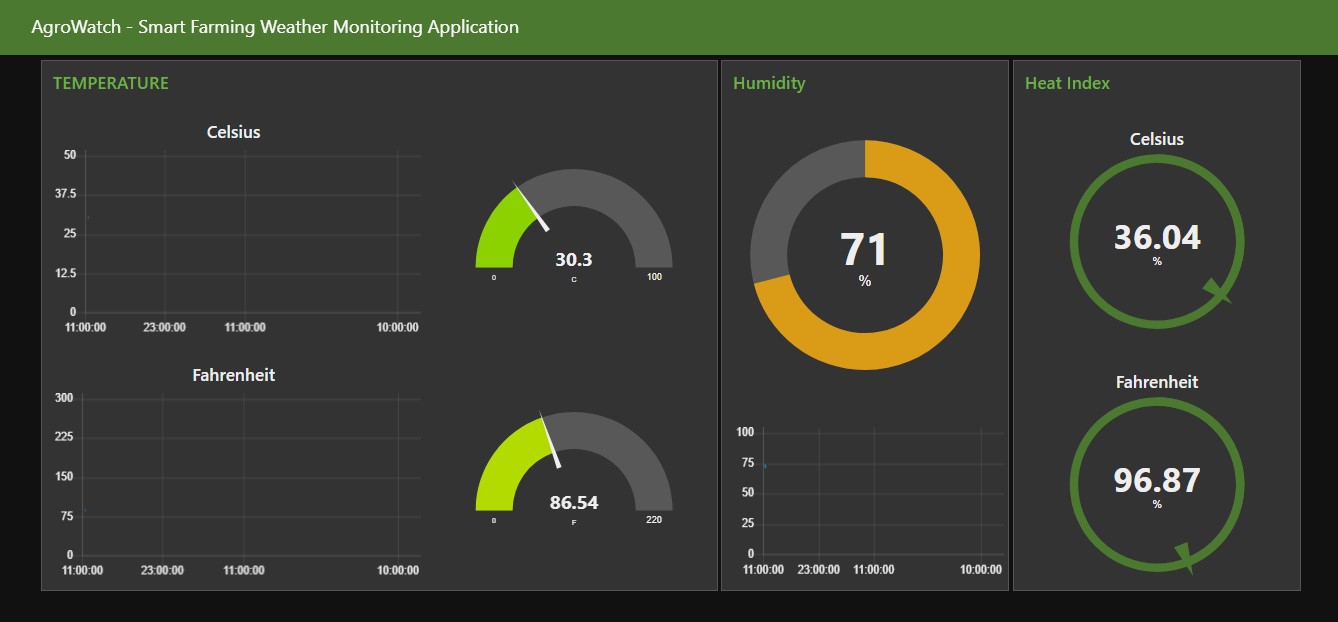 AgroWatch - Smart Farming Weather Monitoring Application
TEMPERATURE
Celsius
50
37.5
25
12.5
0
11:00:00 23:00:00 11:00:00 10:00:00
30.3
C
0 100
Fahrenheit
300
225
150
75
0
11:00:00 23:00:00 11:00:00 10:00:00
86.54
F
0 220
Humidity
71
%
100
75
50
25
0
11:00:00 23:00:00 11:00:00 10:00:00
Heat Index
Celsius
36.04
%
Fahrenheit
96.87
%